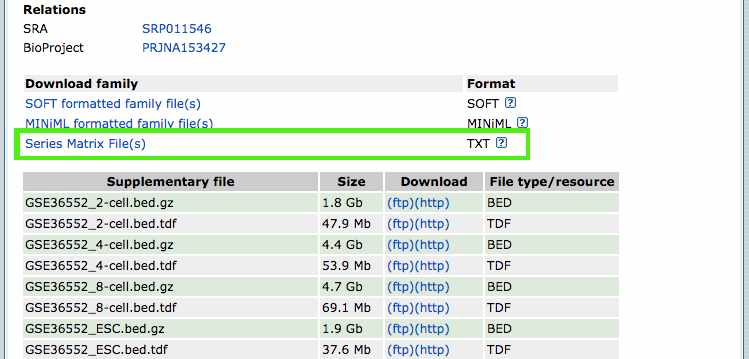 Relations
SRA SRP011546
BioProject PRJNA153427
Download family Format
SOFT formatted family file(s) SOFT ?
MINiML formatted family file(s) MINiML ?
Series Matrix File(s) TXT ?
Supplementary file Size Download File type/resource
GSE36552_2-cell.bed.gz 1.8 Gb (ftp)(http) BED
GSE36552_2-cell.bed.tdf 47.9 Mb (ftp)(http) TDF
GSE36552_4-cell.bed.gz 4.4 Gb (ftp)(http) BED
GSE36552_4-cell.bed.tdf 53.9 Mb (ftp)(http) TDF
GSE36552_8-cell.bed.gz 4.7 Gb (ftp)(http) BED
GSE36552_8-cell.bed.tdf 69.1 Mb (ftp)(http) TDF
GSE36552_ESC.bed.gz 1.9 Gb (ftp)(http) BED
GSE36552_ESC.bed.tdf 37.6 Mb (ftp)(http) TDF